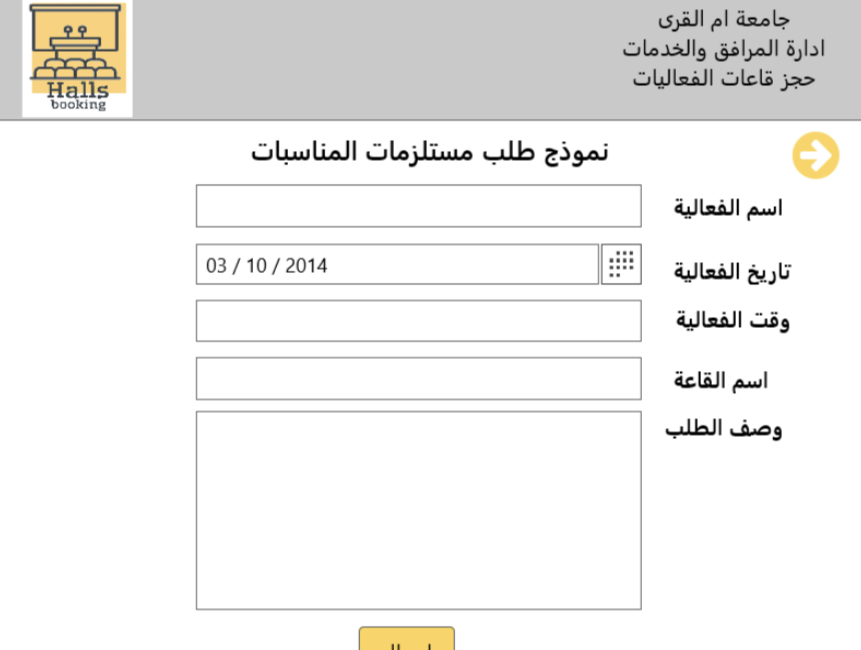 جامعة ام القرى
ادارة المرافق والخدمات
حجز قاعات الفعاليات
Halls
booking
نموذج طلب مستلزمات المناسبات
اسم الفعالية
تاريخ الفعالية
03 / 10 / 2014
وقت الفعالية
اسم القاعة
وصف الطلب